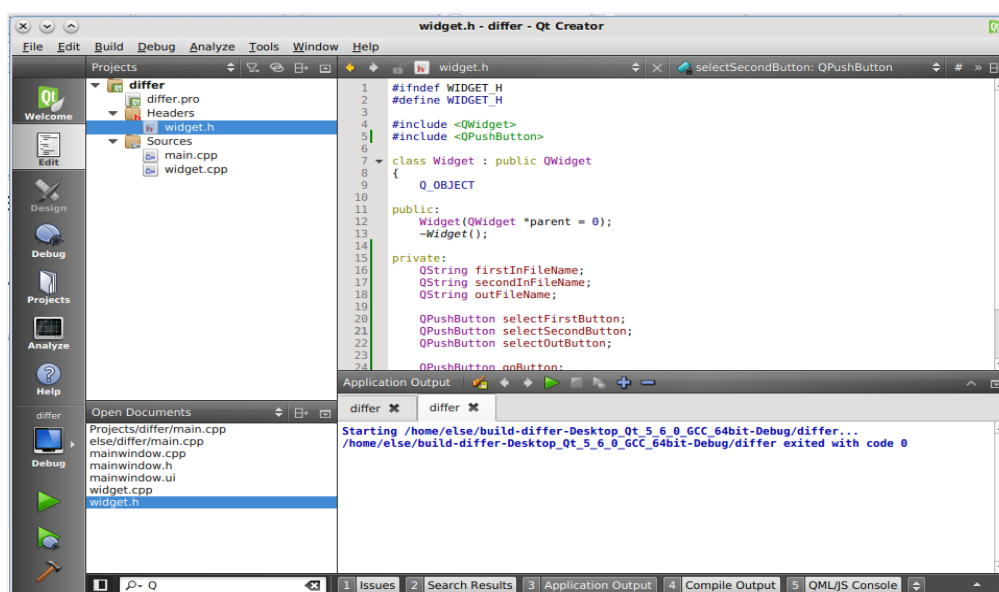 widget.h - differ - Qt Creator
File Edit Build Debug Analyze Tools Window Help
Projects
widget.h
selectSecondButton: QPushButton
# »
Welcome
Edit
Design
Debug
Projects
Analyze
Help
differ
Debug
differ
differ.pro
Headers
widget.h
Sources
main.cpp
widget.cpp
1 #ifndef WIDGET_H
2 #define WIDGET_H
3
4 #include <QWidget>
5 #include <QPushButton>
6
7 class Widget : public QWidget
8 {
9 Q_OBJECT
10
11 public:
12 Widget(QWidget *parent = 0);
13 ~Widget();
14
15 private:
16 QString firstInFileName;
17 QString secondInFileName;
18 QString outFileName;
19
20 QPushButton selectFirstButton;
21 QPushButton selectSecondButton;
22 QPushButton selectOutButton;
23
24 QPushButton goButton;
Open Documents
Projects/differ/main.cpp
else/differ/main.cpp
mainwindow.cpp
mainwindow.h
mainwindow.ui
widget.cpp
widget.h
Application Output
differ
differ
Starting /home/else/build-differ-Desktop_Qt_5_6_0_GCC_64bit-Debug/differ...
/home/else/build-differ-Desktop_Qt_5_6_0_GCC_64bit-Debug/differ exited with code 0
Q
1 Issues 2 Search Results 3 Application Output 4 Compile Output 5 QML/JS Console